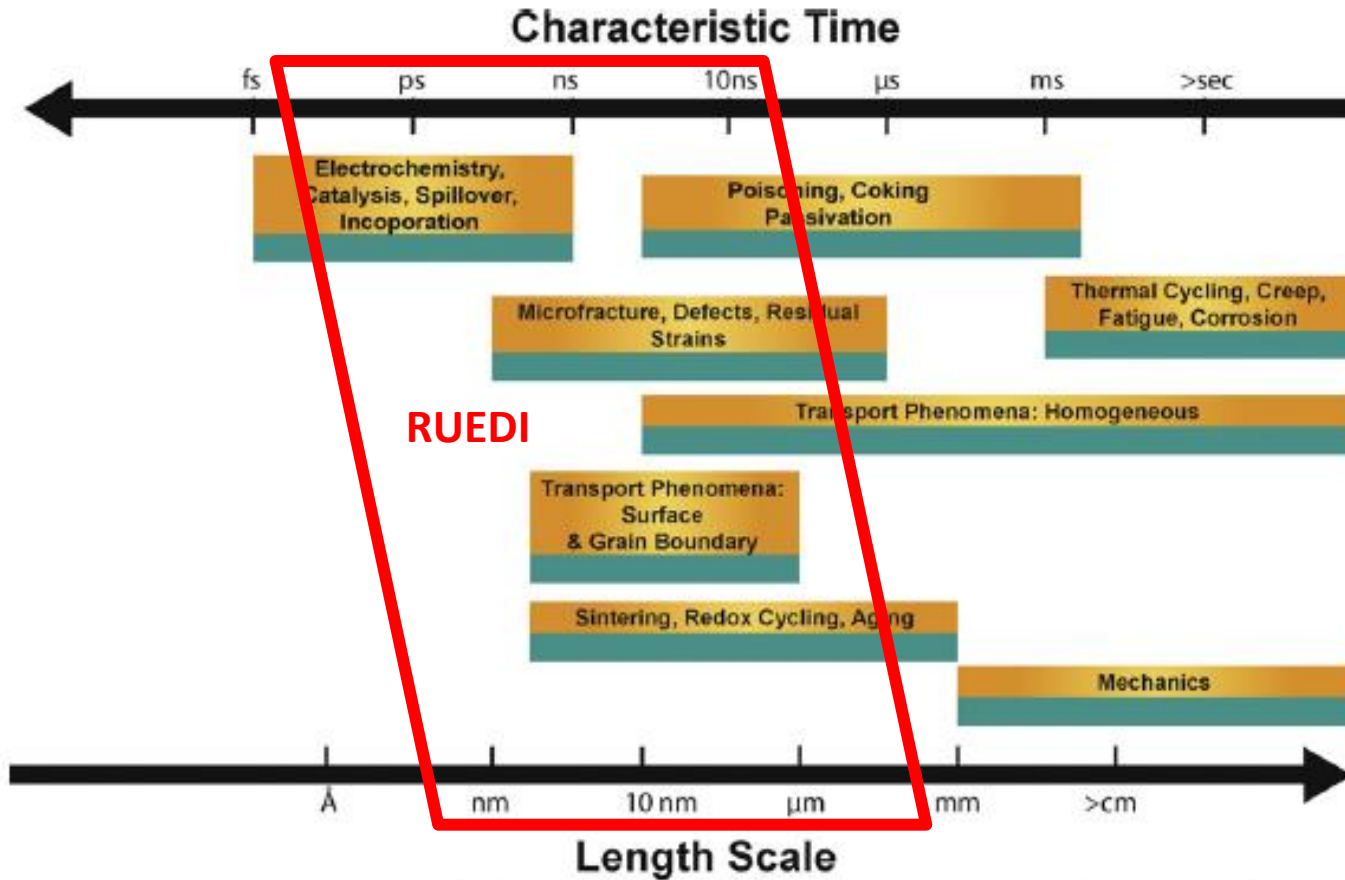 Characteristic Time
fs ps ns 10ns µs ms >sec
Electrochemistry,
Catalysis, Spillover,
Incoporation
Poisoning, Coking
Passivation
Thermal Cycling, Creep,
Fatigue, Corrosion
Microfracture, Defects, Residual
Strains
Transport Phenomena: Homogeneous
RUEDI
Transport Phenomena:
Surface
& Grain Boundary
Sintering, Redox Cycling, Aging
Mechanics
Å nm 10 nm µm mm >cm
Length Scale